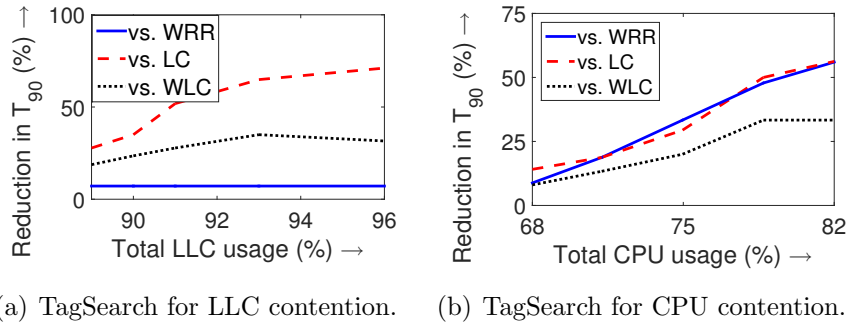 Reduction in T90 (%) →
100
50
0
vs. WRR
vs. LC
vs. WLC
90
92
94
96
Total LLC usage (%) →
(a) TagSearch for LLC contention.
Reduction in T90 (%) →
75
50
25
0
vs. WRR
vs. LC
vs. WLC
68
75
82
Total CPU usage (%) →
(b) TagSearch for CPU contention.